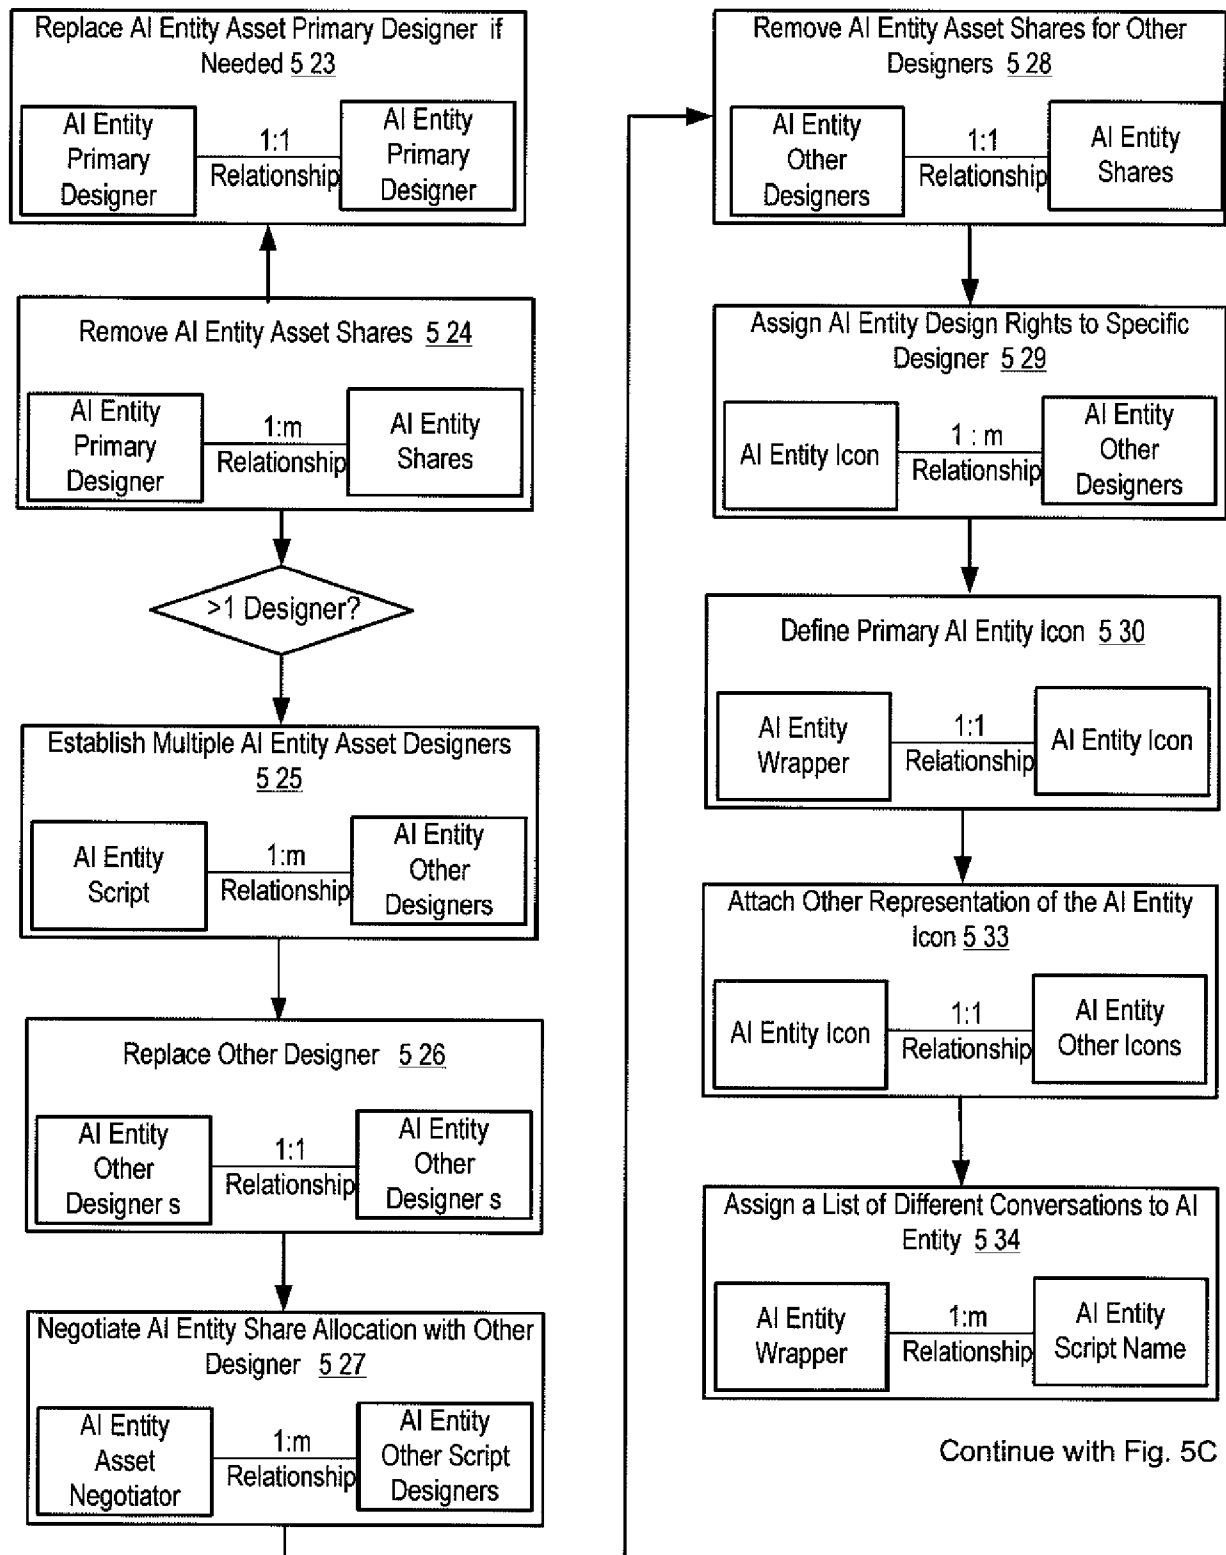 Replace AI Entity Asset Primary Designer if
Needed 5 23
AI Entity
Primary
Designer
1:1
Relationship
AI Entity
Primary
Designer
Remove AI Entity Asset Shares 5 24
AI Entity
Primary
Designer
1:m
Relationship
AI Entity
Shares
>1 Designer?
Establish Multiple AI Entity Asset Designers
5 25
AI Entity
Script
1:m
Relationship
AI Entity
Other
Designers
Replace Other Designer 5 26
AI Entity
Other
Designer s
1:1
Relationship
AI Entity
Other
Designer s
Negotiate AI Entity Share Allocation with Other
Designer 5 27
AI Entity
Asset
Negotiator
1:m
Relationship
AI Entity
Other Script
Designers
Remove AI Entity Asset Shares for Other
Designers 5 28
AI Entity
Other
Designers
1:1
Relationship
AI Entity
Shares
Assign AI Entity Design Rights to Specific
Designer 5 29
AI Entity Icon
1 : m
Relationship
AI Entity
Other
Designers
Define Primary AI Entity Icon 5 30
AI Entity
Wrapper
1:1
Relationship
AI Entity Icon
Attach Other Representation of the AI Entity
Icon 5 33
AI Entity Icon
1:1
Relationship
AI Entity
Other Icons
Assign a List of Different Conversations to AI
Entity 5 34
AI Entity
Wrapper
1:m
Relationship
AI Entity
Script Name
Continue with Fig. 5C